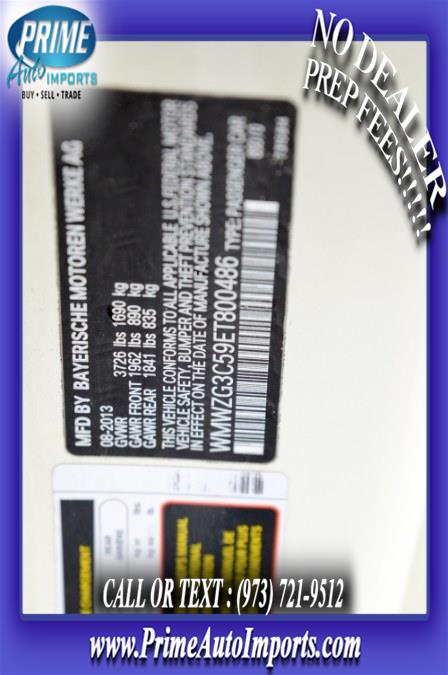 PRIME
Auto IMPORTS
BUY • SELL • TRADE
NO DEALER
PREP FEES!!!!!
MFD BY BAYERISCHE MOTOREN WERKE AG
08-2013
GVWR 3726 lbs 1690 kg
GAWR FRONT 1962 lbs 890 kg
GAWR REAR 1841 lbs 835 kg
THIS VEHICLE CONFORMS TO ALL APPLICABLE U.S. FEDERAL MOTOR
VEHICLE SAFETY, BUMPER AND THEFT PREVENTION STANDARDS
IN EFFECT ON THE DATE OF MANUFACTURE SHOWN ABOVE.
WMWZG3C59ET800486 TYPE: PASSENGER CAR
REAR
ARRIÈRE
CALL OR TEXT : (973) 721-9512
www.PrimeAutoImports.com